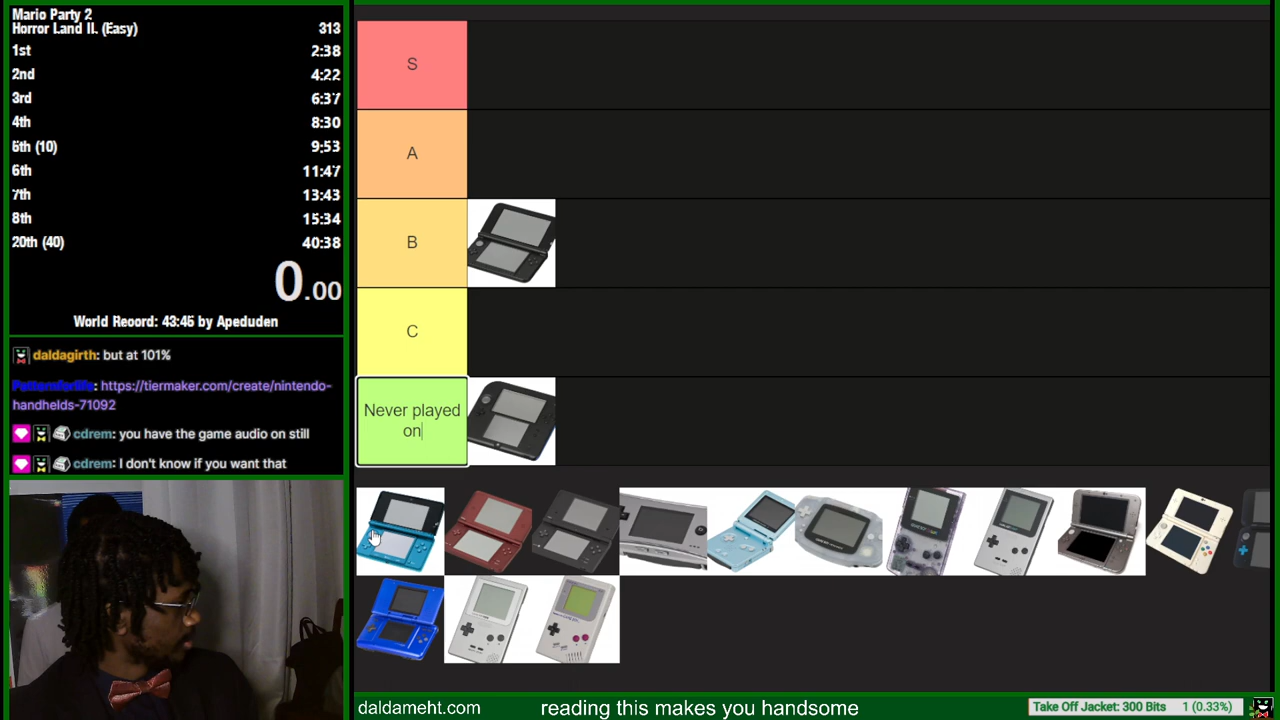 Mario Party 2
Horror Land II. (Easy) 313
1st 2:38
2nd 4:22
3rd 6:37
4th 8:30
5th (10) 9:53
6th 11:47
7th 13:43
8th 15:34
20th (40) 40:38
0.00
World Record: 43:45 by Apeduden
daldagirth: but at 101%
https://tiermaker.com/create/nintendo-
handhelds-71092
cdrem: you have the game audio on still
cdrem: I don't know if you want that
S
A
B
C
Never played
on
daldameht.com
reading this makes you handsome
Take Off Jacket: 300 Bits 1 (0.33%)